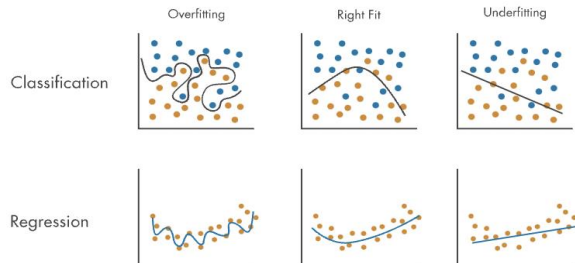 Overfitting
Right Fit
Underfitting
Classification
Regression